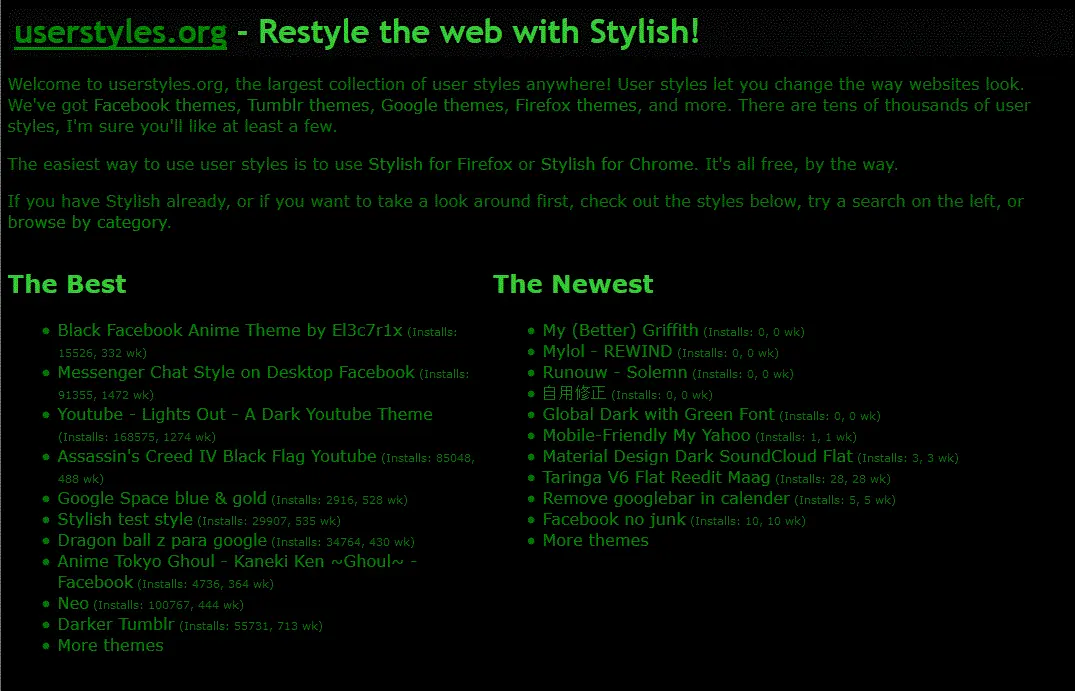 userstyles.org - Restyle the web with Stylish!
Welcome to userstyles.org, the largest collection of user styles anywhere! User styles let you change the way websites look.
We've got Facebook themes, Tumblr themes, Google themes, Firefox themes, and more. There are tens of thousands of user
styles, I'm sure you'll like at least a few.
The easiest way to use user styles is to use Stylish for Firefox or Stylish for Chrome. It's all free, by the way.
If you have Stylish already, or if you want to take a look around first, check out the styles below, try a search on the left, or
browse by category.
The Best
Black Facebook Anime Theme by El3c7r1x (Installs:
15526, 332 wk)
Messenger Chat Style on Desktop Facebook (Installs:
91355, 1472 wk)
Youtube - Lights Out - A Dark Youtube Theme
(Installs: 168575, 1274 wk)
Assassin's Creed IV Black Flag Youtube (Installs: 85048,
488 wk)
Google Space blue & gold (Installs: 2916, 528 wk)
Stylish test style (Installs: 29907, 535 wk)
Dragon ball z para google (Installs: 34764, 430 wk)
Anime Tokyo Ghoul - Kaneki Ken ~Ghoul~ -
Facebook (Installs: 4736, 364 wk)
Neo (Installs: 100767, 444 wk)
Darker Tumblr (Installs: 55731, 713 wk)
More themes
The Newest
My (Better) Griffith (Installs: 0, 0 wk)
Mylol - REWIND (Installs: 0, 0 wk)
Runouw - Solemn (Installs: 0, 0 wk)
自用修正 (Installs: 0, 0 wk)
Global Dark with Green Font (Installs: 0, 0 wk)
Mobile-Friendly My Yahoo (Installs: 1, 1 wk)
Material Design Dark SoundCloud Flat (Installs: 3, 3 wk)
Taringa V6 Flat Reedit Maag (Installs: 28, 28 wk)
Remove googlebar in calender (Installs: 5, 5 wk)
Facebook no junk (Installs: 10, 10 wk)
More themes